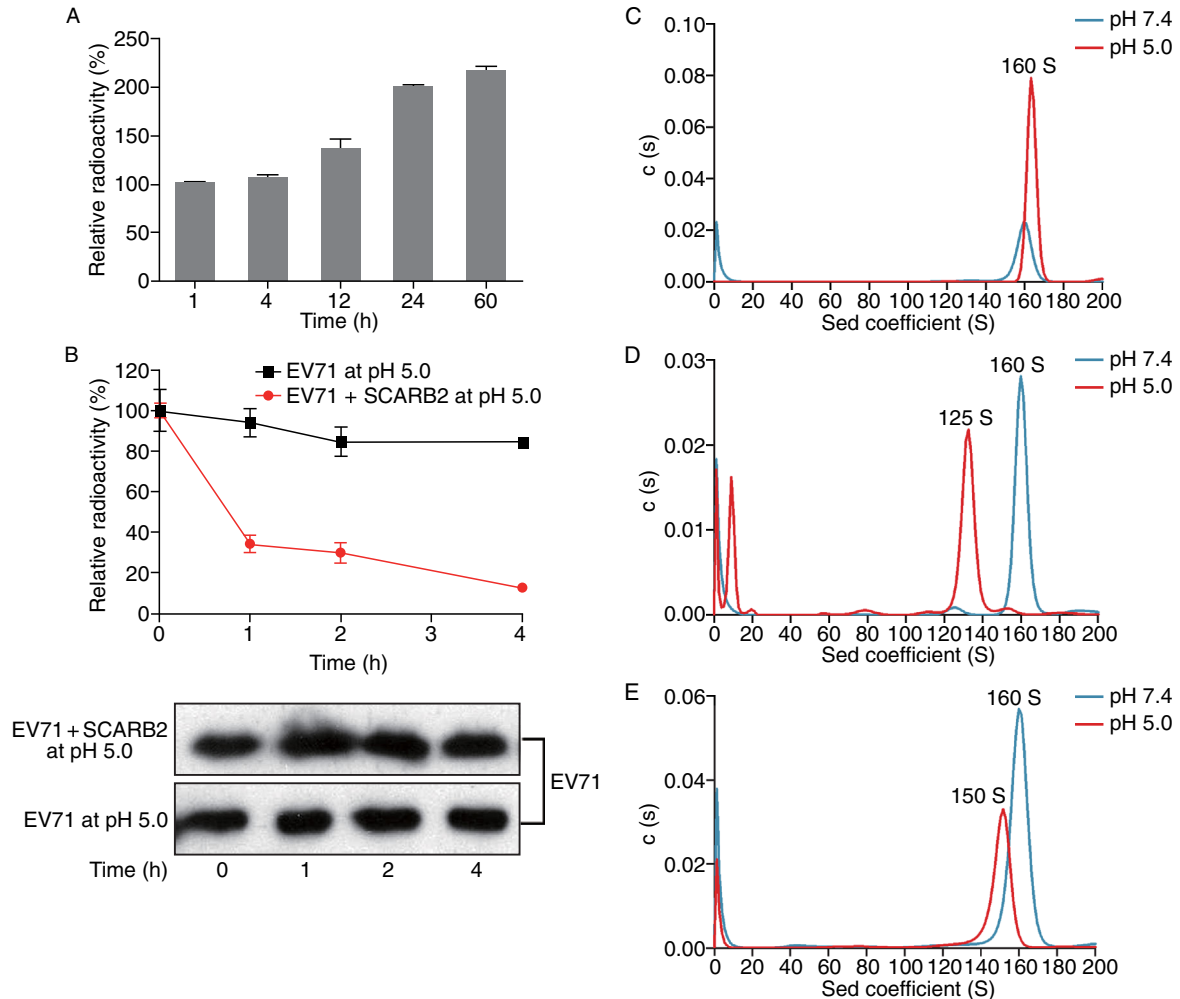 A
Relative radioactivity (%)
250
200
150
100
50
0
1 4 12 24 60
Time (h)
B
Relative radioactivity (%)
120
100
80
60
40
20
0
EV71 at pH 5.0
EV71 + SCARB2 at pH 5.0
0 1 2 3 4
Time (h)
EV71 + SCARB2
at pH 5.0
EV71 at pH 5.0
EV71
Time (h) 0 1 2 4
C
c (s)
0.10
0.08
0.06
0.04
0.02
0.00
pH 7.4
pH 5.0
160 S
0 20 40 60 80 100 120 140 160 180 200
Sed coefficient (S)
D
c (s)
0.03
0.02
0.01
0.00
pH 7.4
pH 5.0
160 S
125 S
0 20 40 60 80 100 120 140 160 180 200
Sed coefficient (S)
E
c (s)
0.06
0.04
0.02
0.00
pH 7.4
pH 5.0
160 S
150 S
0 20 40 60 80 100 120 140 160 180 200
Sed coefficient (S)